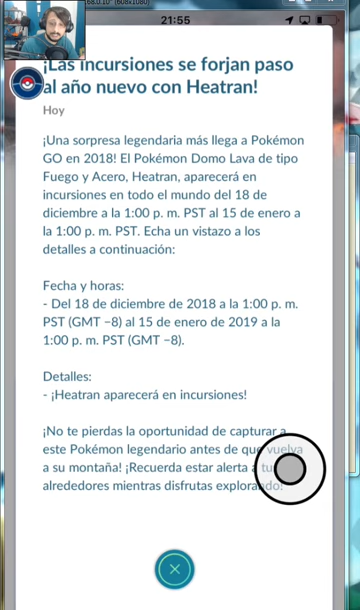 68.0.10" (608x1080)
21:55
¡Las incursiones se forjan paso
al año nuevo con Heatran!
Hoy
¡Una sorpresa legendaria más llega a Pokémon
GO en 2018! El Pokémon Domo Lava de tipo
Fuego y Acero, Heatran, aparecerá en
incursiones en todo el mundo del 18 de
diciembre a la 1:00 p. m. PST al 15 de enero a
la 1:00 p. m. PST. Echa un vistazo a los
detalles a continuación:
Fecha y horas:
- Del 18 de diciembre de 2018 a la 1:00 p. m.
PST (GMT −8) al 15 de enero de 2019 a la
1:00 p. m. PST (GMT −8).
Detalles:
- ¡Heatran aparecerá en incursiones!
¡No te pierdas la oportunidad de capturar a
este Pokémon legendario antes de que vuelva
a su montaña! ¡Recuerda estar alerta a tus
alrededores mientras disfrutas explorando!